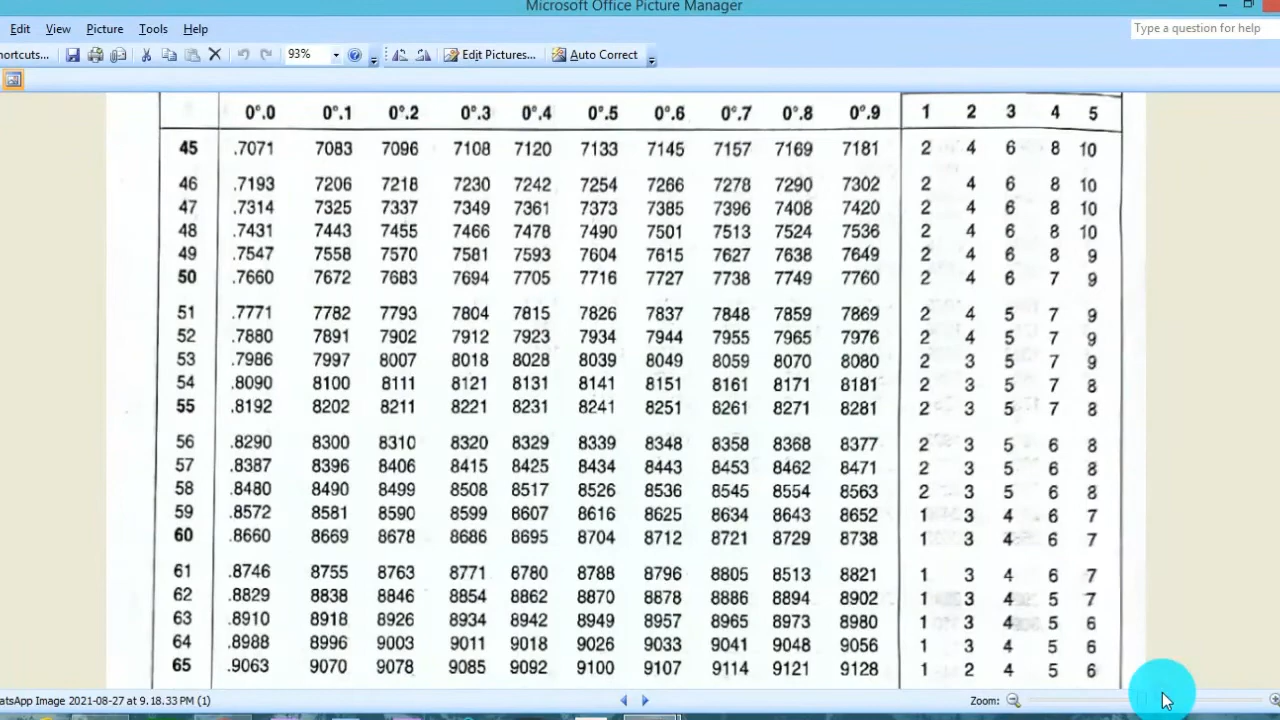 Microsoft Office Picture Manager
Edit View Picture Tools Help
Type a question for help
93% Edit Pictures... Auto Correct
0°.0 0°.1 0°.2 0°.3 0°.4 0°.5 0°.6 0°.7 0°.8 0°.9 1 2 3 4 5
45 .7071 7083 7096 7108 7120 7133 7145 7157 7169 7181 2 4 6 8 10
46 .7193 7206 7218 7230 7242 7254 7266 7278 7290 7302 2 4 6 8 10
47 .7314 7325 7337 7349 7361 7373 7385 7396 7408 7420 2 4 6 8 10
48 .7431 7443 7455 7466 7478 7490 7501 7513 7524 7536 2 4 6 8 10
49 .7547 7558 7570 7581 7593 7604 7615 7627 7638 7649 2 4 6 8 9
50 .7660 7672 7683 7694 7705 7716 7727 7738 7749 7760 2 4 6 7 9
51 .7771 7782 7793 7804 7815 7826 7837 7848 7859 7869 2 4 5 7 9
52 .7880 7891 7902 7912 7923 7934 7944 7955 7965 7976 2 4 5 7 9
53 .7986 7997 8007 8018 8028 8039 8049 8059 8070 8080 2 3 5 7 9
54 .8090 8100 8111 8121 8131 8141 8151 8161 8171 8181 2 3 5 7 8
55 .8192 8202 8211 8221 8231 8241 8251 8261 8271 8281 2 3 5 7 8
56 .8290 8300 8310 8320 8329 8339 8348 8358 8368 8377 2 3 5 6 8
57 .8387 8396 8406 8415 8425 8434 8443 8453 8462 8471 2 3 5 6 8
58 .8480 8490 8499 8508 8517 8526 8536 8545 8554 8563 2 3 5 6 8
59 .8572 8581 8590 8599 8607 8616 8625 8634 8643 8652 1 3 4 6 7
60 .8660 8669 8678 8686 8695 8704 8712 8721 8729 8738 1 3 4 6 7
61 .8746 8755 8763 8771 8780 8788 8796 8805 8513 8821 1 3 4 6 7
62 .8829 8838 8846 8854 8862 8870 8878 8886 8894 8902 1 3 4 5 7
63 .8910 8918 8926 8934 8942 8949 8957 8965 8973 8980 1 3 4 5 6
64 .8988 8996 9003 9011 9018 9026 9033 9041 9048 9056 1 3 4 5 6
65 .9063 9070 9078 9085 9092 9100 9107 9114 9121 9128 1 2 4 5 6
atsApp Image 2021-08-27 at 9.18.33 PM (1) Zoom: